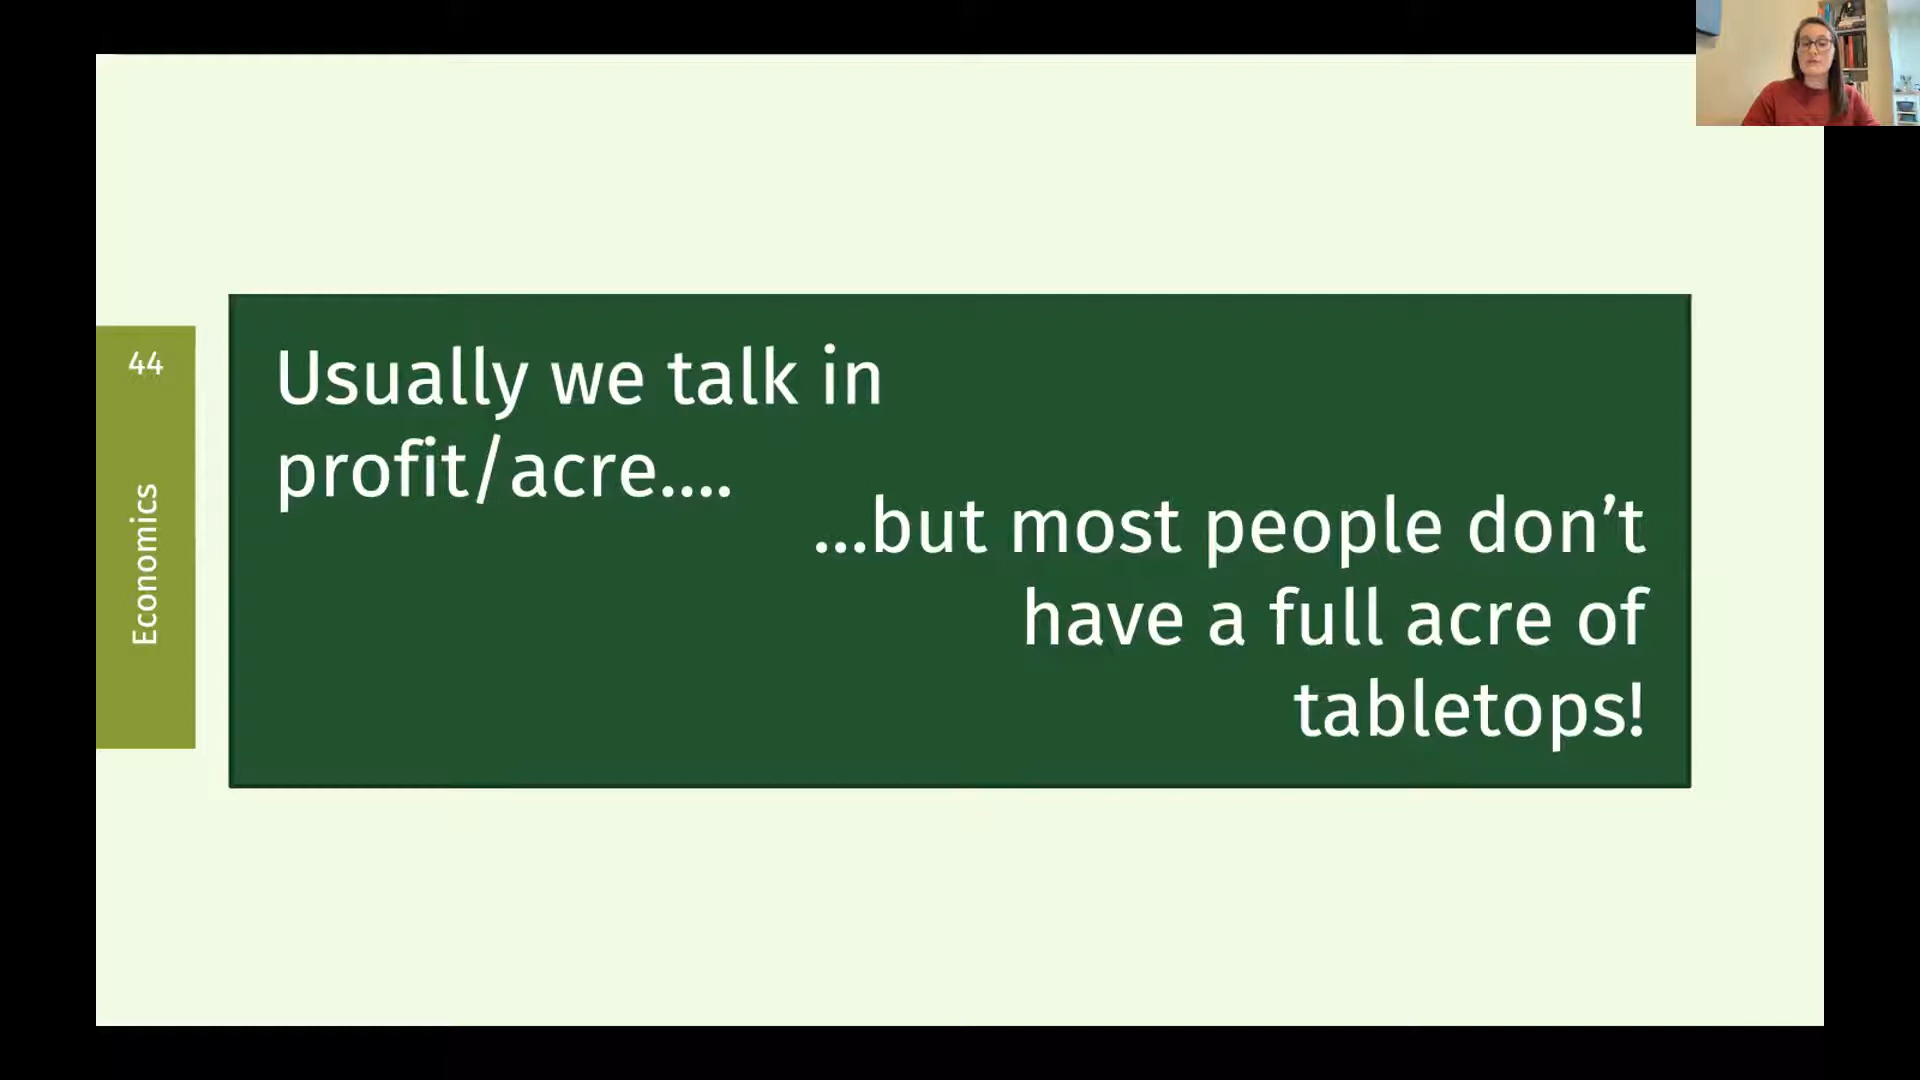 44
Economics
Usually we talk in
profit/acre....
...but most people don’t
have a full acre of
tabletops!